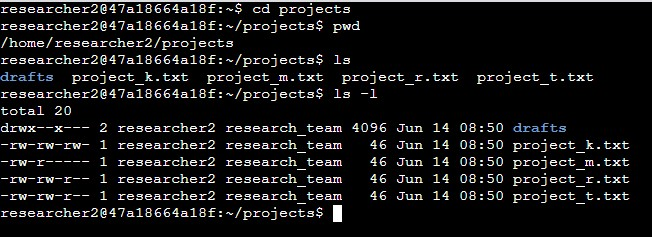 researcher2@47a18664a18f:~$ cd projects
researcher2@47a18664a18f:~/projects$ pwd
/home/researcher2/projects
researcher2@47a18664a18f:~/projects$ ls
drafts  project_k.txt  project_m.txt  project_r.txt  project_t.txt
researcher2@47a18664a18f:~/projects$ ls -l
total 20
drwx--x--- 2 researcher2 research_team 4096 Jun 14 08:50 drafts
-rw-rw-rw- 1 researcher2 research_team   46 Jun 14 08:50 project_k.txt
-rw-r----- 1 researcher2 research_team   46 Jun 14 08:50 project_m.txt
-rw-rw-r-- 1 researcher2 research_team   46 Jun 14 08:50 project_r.txt
-rw-rw-r-- 1 researcher2 research_team   46 Jun 14 08:50 project_t.txt
researcher2@47a18664a18f:~/projects$